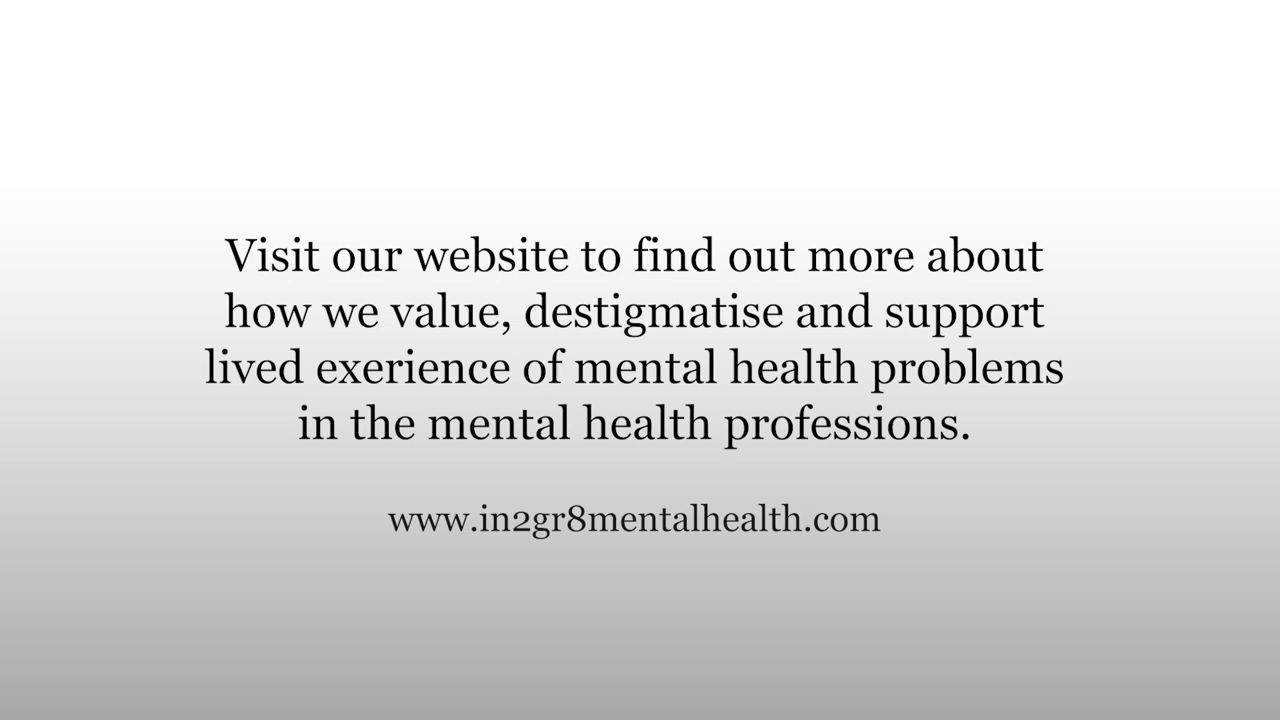 Visit our website to find out more about
how we value, destigmatise and support
lived exerience of mental health problems
in the mental health professions.
www.in2gr8mentalhealth.com